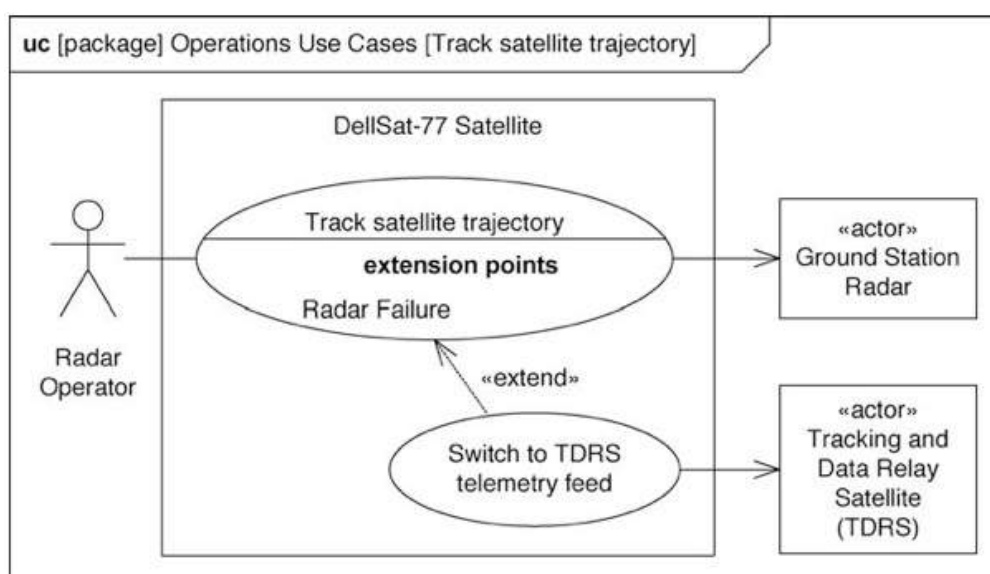 uc [package] Operations Use Cases [Track satellite trajectory]
DellSat-77 Satellite
Track satellite trajectory
extension points
Radar Failure
Radar
Operator
«actor»
Ground Station
Radar
«extend»
Switch to TDRS
telemetry feed
«actor»
Tracking and
Data Relay
Satellite
(TDRS)